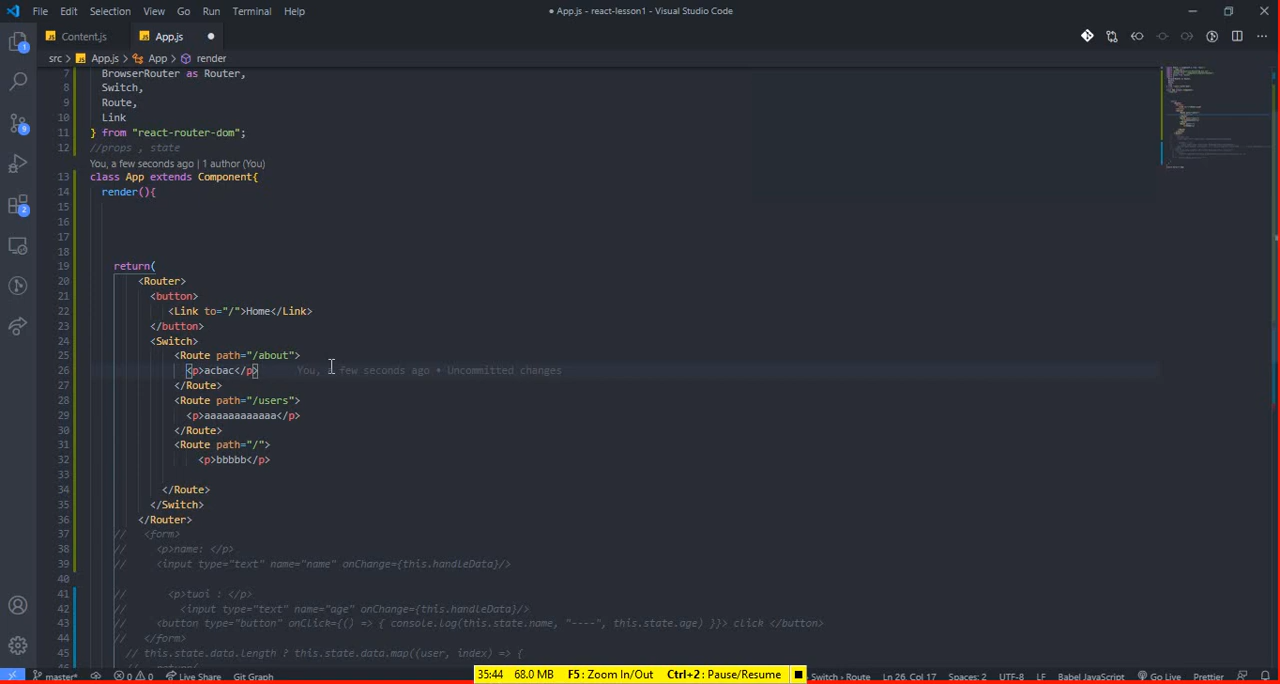 File Edit Selection View Go Run Terminal Help
● App.js - react-lesson1 - Visual Studio Code
Content.js App.js
src > App.js > App > render
7 BrowserRouter as Router,
8 Switch,
9 Route,
10 Link
11 } from "react-router-dom";
12 //props , state
You, a few seconds ago | 1 author (You)
13 class App extends Component{
14 render(){
15
16
17
18
19 return(
20 <Router>
21 <button>
22 <Link to="/">Home</Link>
23 </button>
24 <Switch>
25 <Route path="/about">
26 <p>acbac</p> You, a few seconds ago • Uncommitted changes
27 </Route>
28 <Route path="/users">
29 <p>aaaaaaaaaaaa</p>
30 </Route>
31 <Route path="/">
32 <p>bbbbb</p>
33
34 </Route>
35 </Switch>
36 </Router>
37 // <form>
38 // <p>name: </p>
39 // <input type="text" name="name" onChange={this.handleData}/>
40
41 // <p>tuoi : </p>
42 // <input type="text" name="age" onChange={this.handleData}/>
43 // <button type="button" onClick={() => { console.log(this.state.name, "----", this.state.age) }}> click </button>
44 // </form>
45 // this.state.data.length ? this.state.data.map((user, index) => {
46 // return(
1
9
2
master* 0 0 Live Share Git Graph
35:44 68.0 MB F5: Zoom In/Out Ctrl+2: Pause/Resume
Switch › Route Ln 26, Col 17 Spaces: 2 UTF-8 LF Babel JavaScript Go Live Prettier